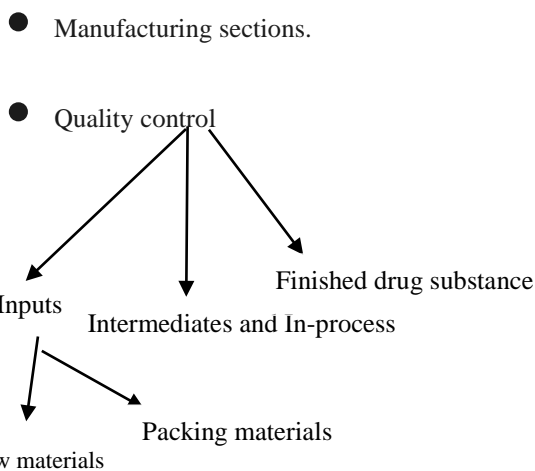 ● Manufacturing sections.
● Quality control
Finished drug substance
Inputs
Intermediates and In-process
Packing materials
w materials